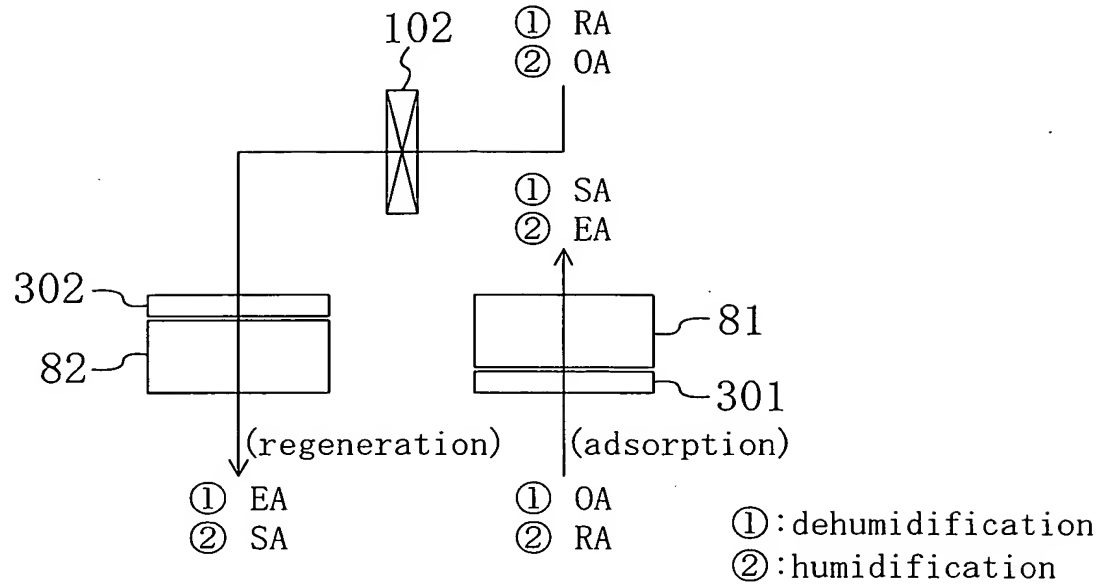 102
① RA
② OA
① SA
② EA
302
82
81
301
(regeneration)
(adsorption)
① EA
② SA
① OA
② RA
①:dehumidification
②:humidification